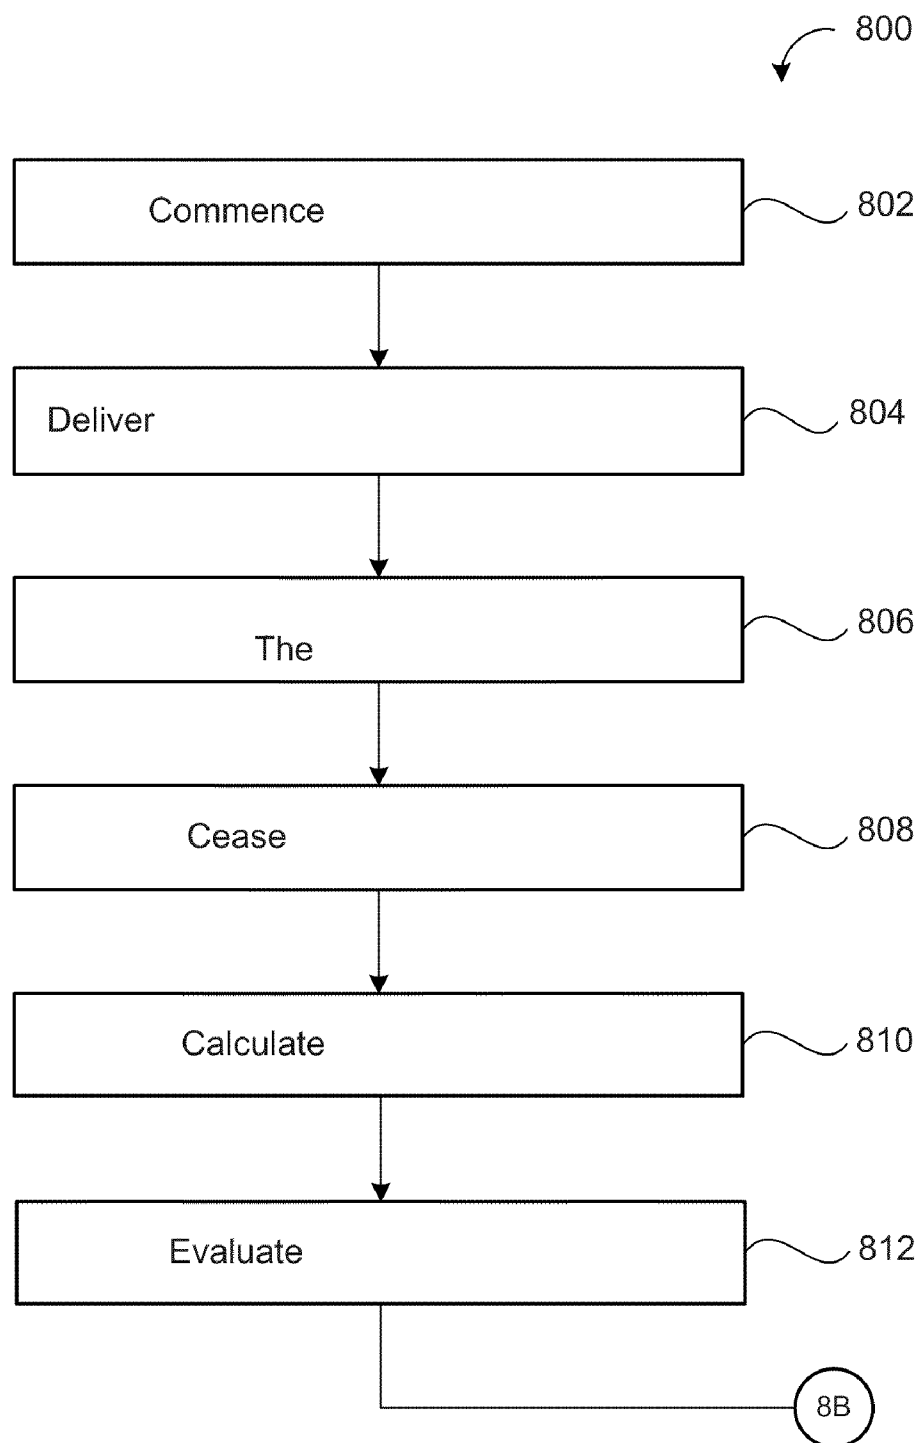 800
Commence
802
Deliver
804
806
The
Cease
808
Calculate
810
Evaluate
812
8B